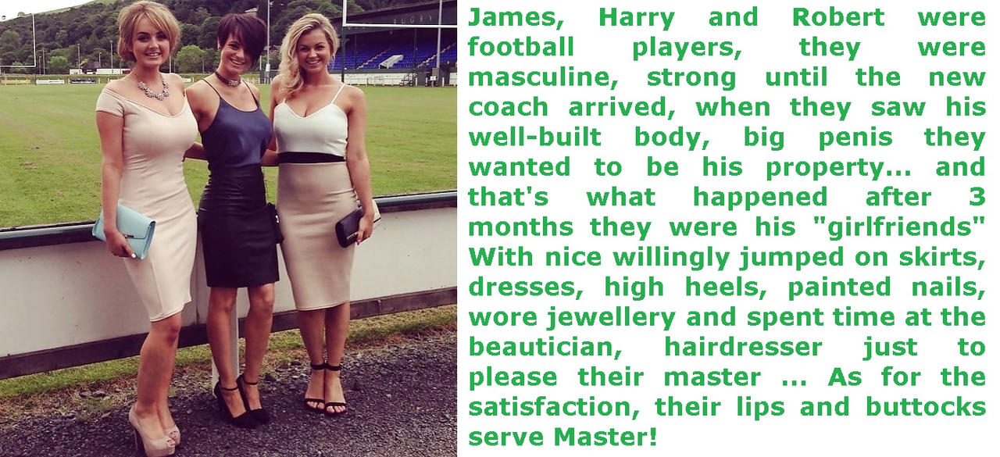 RUGBY
James, Harry and Robert were
football players, they were
masculine, strong until the new
coach arrived, when they saw his
well-built body, big penis they
wanted to be his property... and
that's what happened after 3
months they were his "girlfriends"
With nice willingly jumped on skirts,
dresses, high heels, painted nails,
wore jewellery and spent time at the
beautician, hairdresser just to
please their master ... As for the
satisfaction, their lips and buttocks
serve Master!